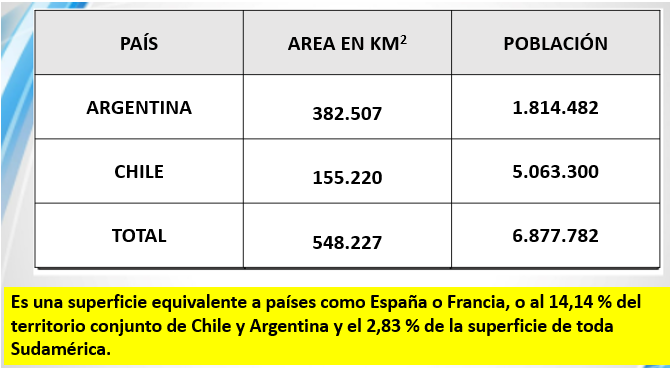 PAÍS AREA EN KM² POBLACIÓN
ARGENTINA 382.507 1.814.482
CHILE 155.220 5.063.300
TOTAL 548.227 6.877.782
Es una superficie equivalente a países como España o Francia, o al 14,14 % del
territorio conjunto de Chile y Argentina y el 2,83 % de la superficie de toda
Sudamérica.